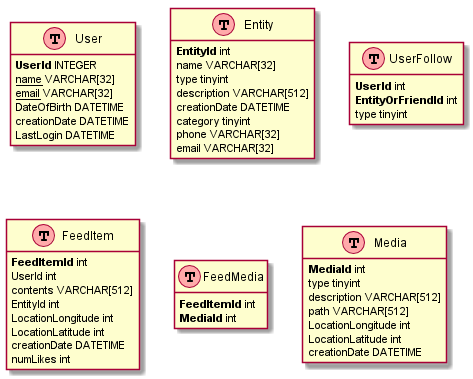 T User
UserId INTEGER
name VARCHAR[32]
email VARCHAR[32]
DateOfBirth DATETIME
creationDate DATETIME
LastLogin DATETIME
T Entity
EntityId int
name VARCHAR[32]
type tinyint
description VARCHAR[512]
creationDate DATETIME
category tinyint
phone VARCHAR[32]
email VARCHAR[32]
T UserFollow
UserId int
EntityOrFriendId int
type tinyint
T FeedItem
FeedItemId int
UserId int
contents VARCHAR[512]
EntityId int
LocationLongitude int
LocationLatitude int
creationDate DATETIME
numLikes int
T FeedMedia
FeedItemId int
MediaId int
T Media
MediaId int
type tinyint
description VARCHAR[512]
path VARCHAR[512]
LocationLongitude int
LocationLatitude int
creationDate DATETIME